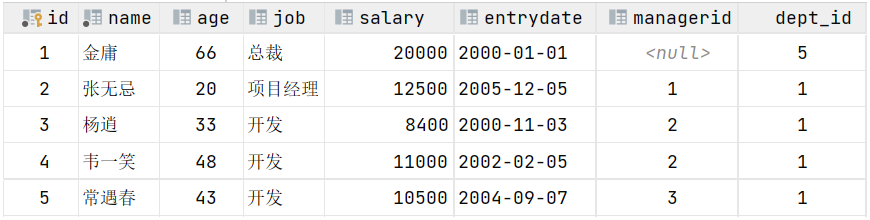 id name age job salary entrydate managerid dept_id
1 金庸 66 总裁 20000 2000-01-01 <null> 5
2 张无忌 20 项目经理 12500 2005-12-05 1 1
3 杨逍 33 开发 8400 2000-11-03 2 1
4 韦一笑 48 开发 11000 2002-02-05 2 1
5 常遇春 43 开发 10500 2004-09-07 3 1